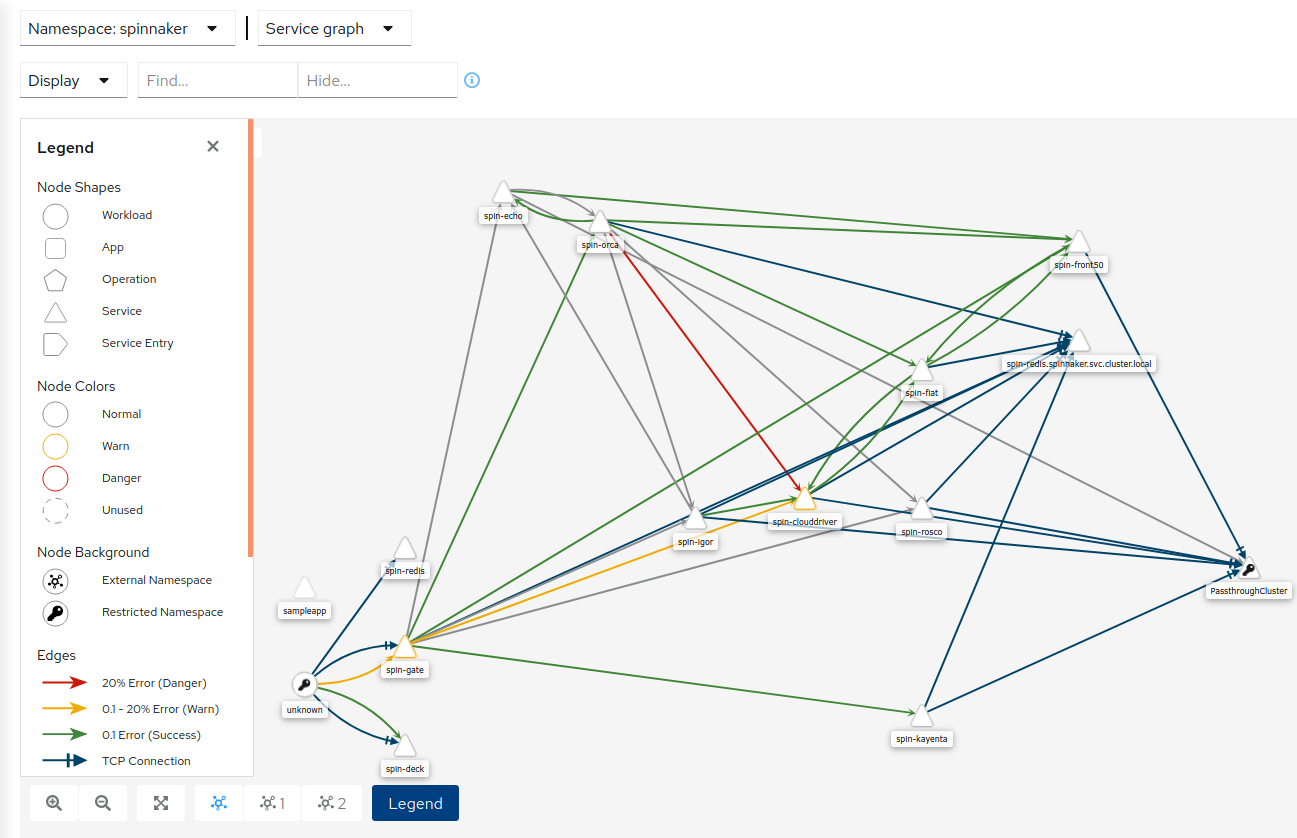 Namespace: spinnaker
Service graph
Display
Find...
Hide...
Legend
Node Shapes
Workload
App
Operation
Service
Service Entry
Node Colors
Normal
Warn
Danger
Unused
Node Background
External Namespace
Restricted Namespace
Edges
20% Error (Danger)
0.1 - 20% Error (Warn)
0.1 Error (Success)
TCP Connection
spin-echo
spin-orca
spin-front50
spin-redis.spinnaker.svc.cluster.local
spin-fiat
spin-clouddriver
spin-rosco
spin-igor
spin-redis
PassthroughCluster
sampleapp
spin-gate
unknown
spin-kayenta
spin-deck
1
2
Legend